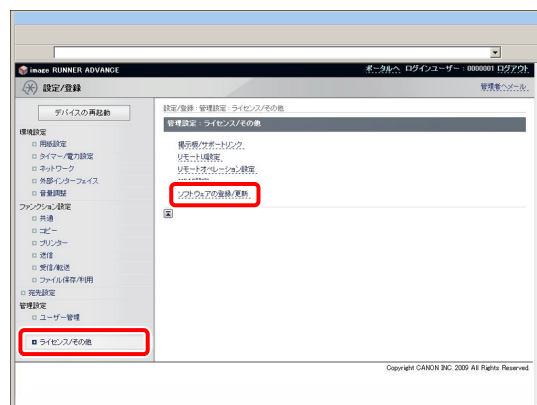 image RUNNER ADVANCE
ポータルへ ログインユーザー : 0000001 ログアウト
設定/登録
管理者へメール
デバイスの再起動
設定/登録 : 管理設定 : ライセンス/その他
管理設定 : ライセンス/その他
環境設定
用紙設定
タイマー/電力設定
ネットワーク
外部インターフェイス
音量調整
ファンクション設定
共通
コピー
プリンター
送信
受信/転送
ファイル保存/利用
宛先設定
管理設定
ユーザー管理
ライセンス/その他
掲示板/サポートリンク
リモートUI設定
リモートオペレーション設定
ソフトウェアの登録/更新
Copyright CANON INC. 2009 All Rights Reserved